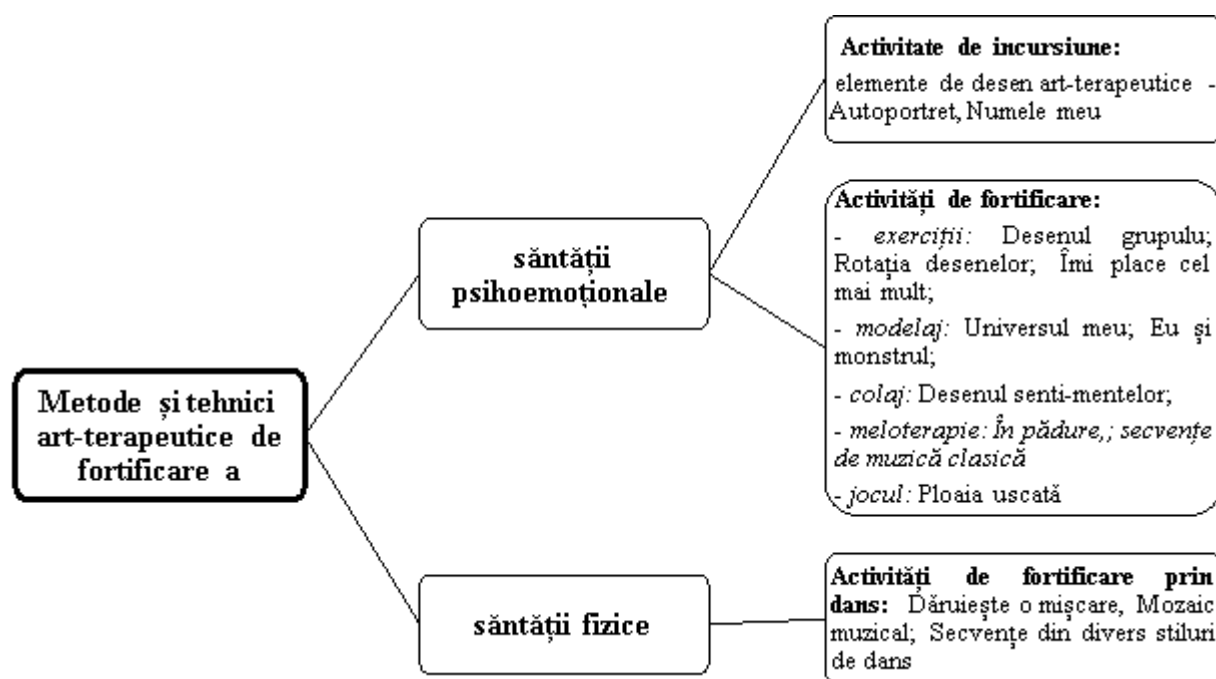 Metode și tehnici
art-terapeutice de
fortificare a
săntății
psihoemoționale
săntății fizice
Activitate de incursiune:
elemente de desen art-terapeutice -
Autoportret, Numele meu
Activități de fortificare:
- exerciții: Desenul grupulu;
Rotația desenelor; Îmi place cel
mai mult;
- modelaj: Universul meu; Eu și
monstrul;
- colaj: Desenul senti-mentelor;
- meloterapie: În pădure,; secvențe
de muzică clasică
- jocul: Ploaia uscată
Activități de fortificare prin
dans: Dăruiește o mișcare, Mozaic
muzical; Secvențe din divers stiluri
de dans